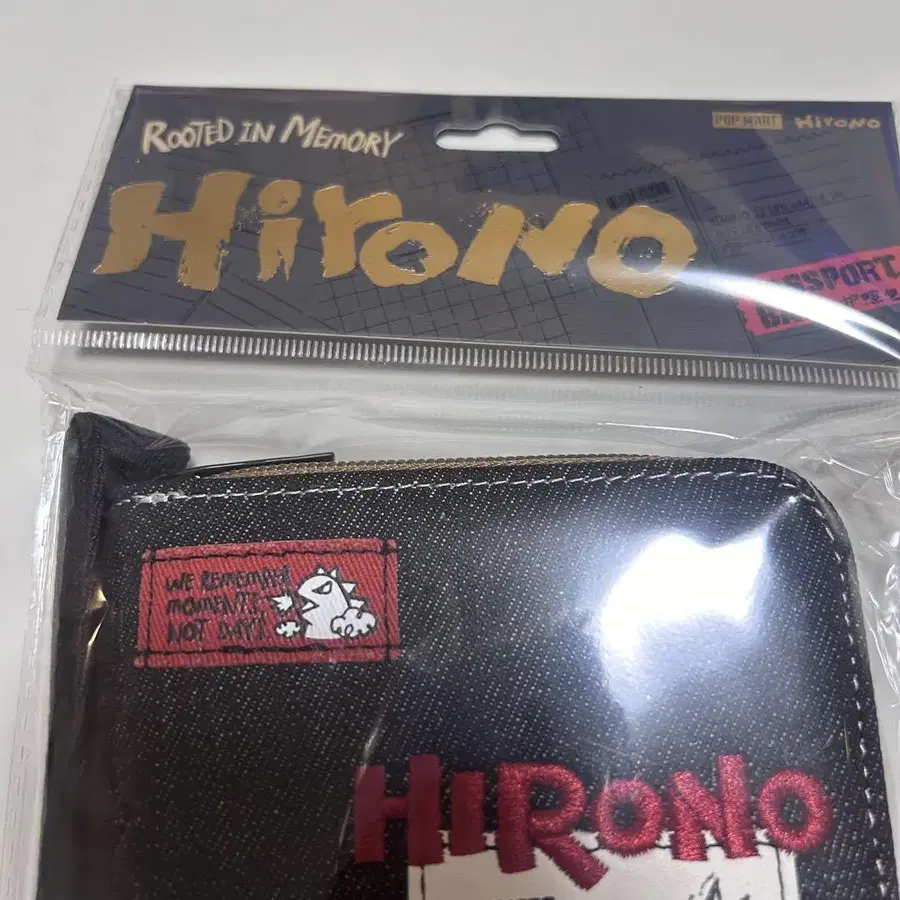 ROOTED IN MEMORY
POP MART HIRONO
HIRONO
PASSPORT
WE REMEMBER
MOMENTS
NOT DAYS
HIRONO